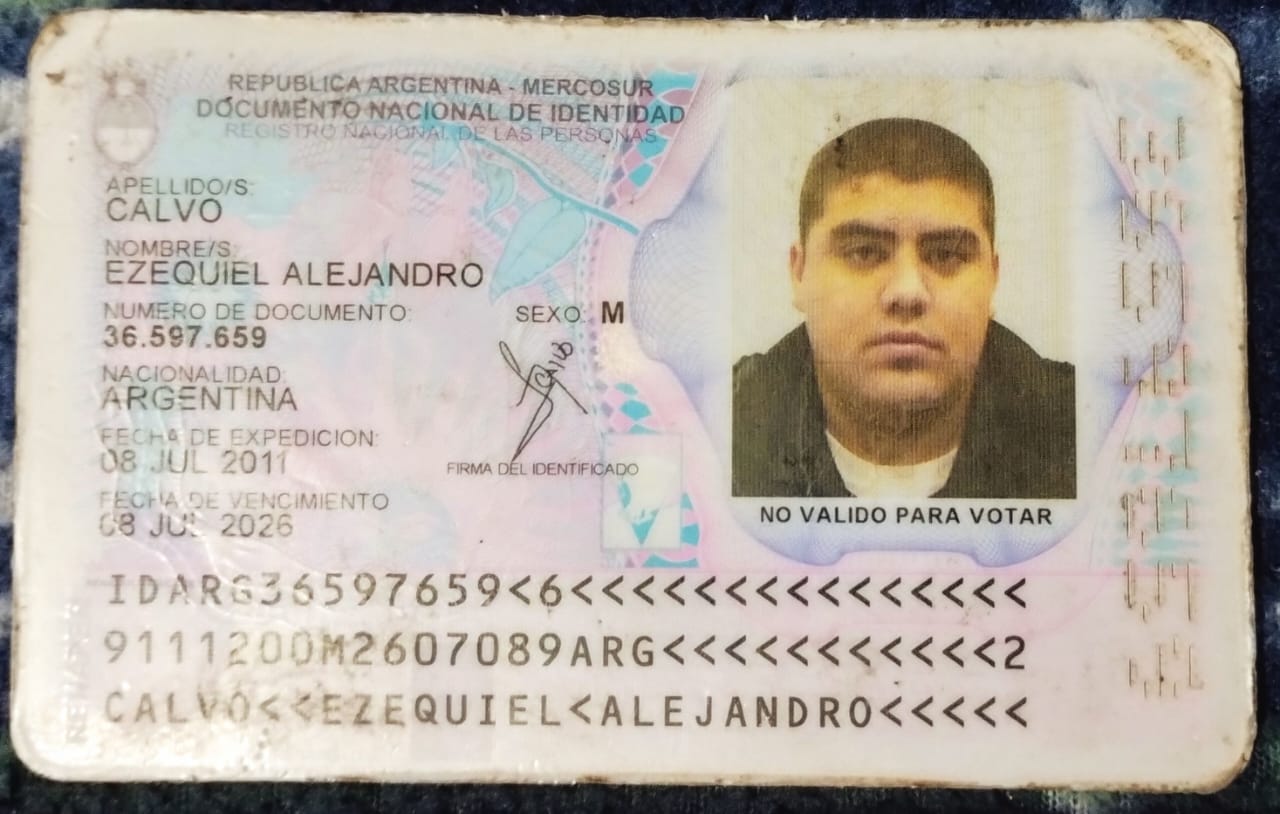 REPUBLICA ARGENTINA - MERCOSUR
DOCUMENTO NACIONAL DE IDENTIDAD
REGISTRO NACIONAL DE LAS PERSONAS
APELLIDO/S:
CALVO
NOMBRE/S:
EZEQUIEL ALEJANDRO
NUMERO DE DOCUMENTO: SEXO: M
36.597.659
NACIONALIDAD:
ARGENTINA
FECHA DE EXPEDICION:
08 JUL 2011
FIRMA DEL IDENTIFICADO
FECHA DE VENCIMIENTO
08 JUL 2026
NO VALIDO PARA VOTAR
IDARG36597659<6<<<<<<<<<<<<<<<
9111200M2607089ARG<<<<<<<<<<<2
CALVO<<EZEQUIEL<ALEJANDRO<<<<<